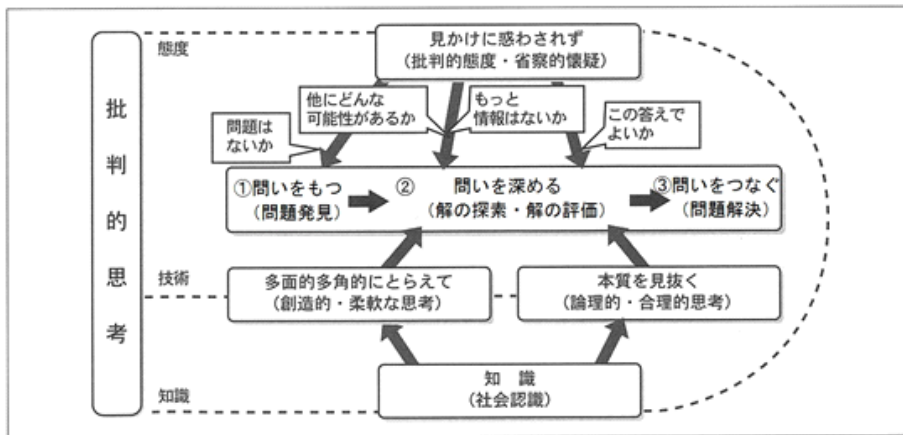 批判的思考
態度
見かけに惑わされず
(批判的態度・省察的懐疑)
問題は
ないか
他にどんな
可能性があるか
もっと
情報はないか
この答えで
よいか
①問いをもつ
(問題発見)
② 問いを深める
(解の探索・解の評価)
③問いをつなぐ
(問題解決)
技術
多面的多角的にとらえて
(創造的・柔軟な思考)
本質を見抜く
(論理的・合理的思考)
知識
知 識
(社会認識)